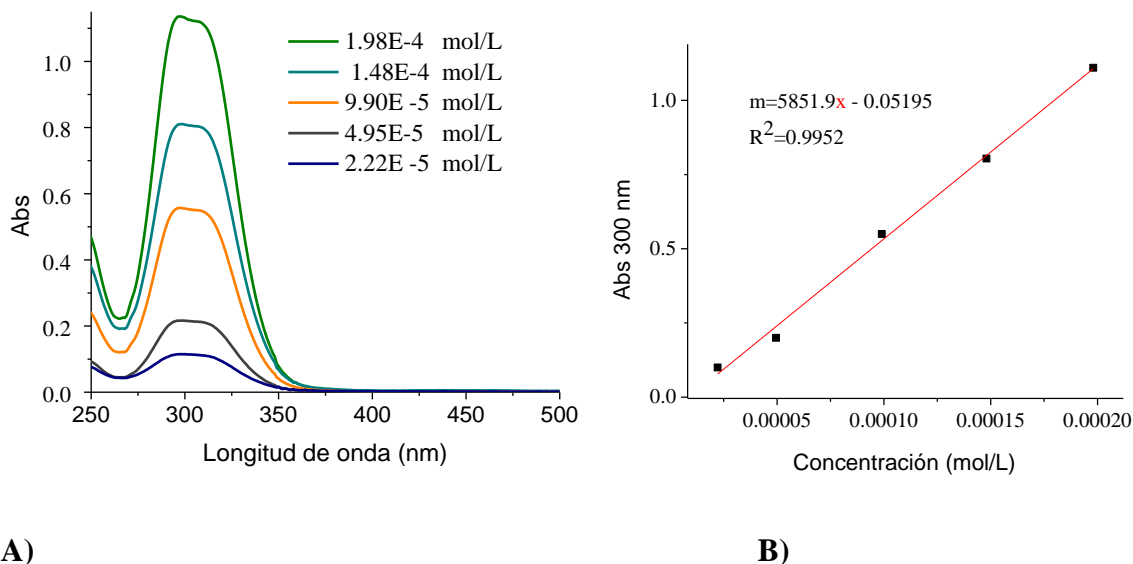 1.0
0.8
0.6
0.4
0.2
0.0
Abs
250
300
350
400
450
500
Longitud de onda (nm)
1.98E-4 mol/L
1.48E-4 mol/L
9.90E -5 mol/L
4.95E-5 mol/L
2.22E -5 mol/L
1.0
0.5
0.0
Abs 300 nm
m=5851.9x - 0.05195
R2=0.9952
0.00005
0.00010
0.00015
0.00020
Concentración (mol/L)
A)
B)